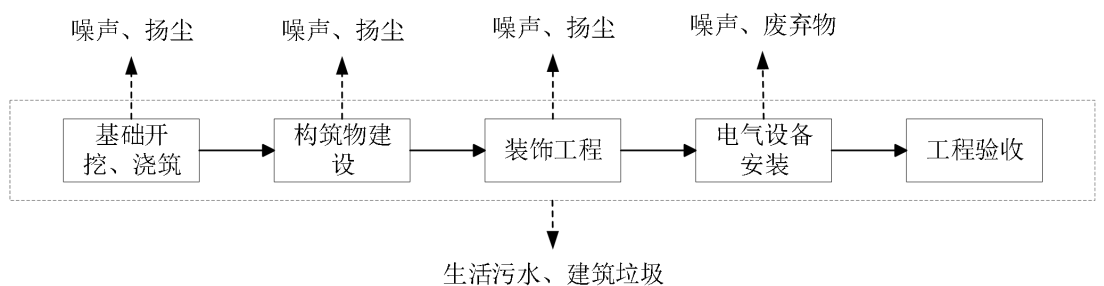 噪声、扬尘
噪声、扬尘
噪声、扬尘
噪声、废弃物
基础开
挖、浇筑
构筑物建
设
装饰工程
电气设备
安装
工程验收
生活污水、建筑垃圾